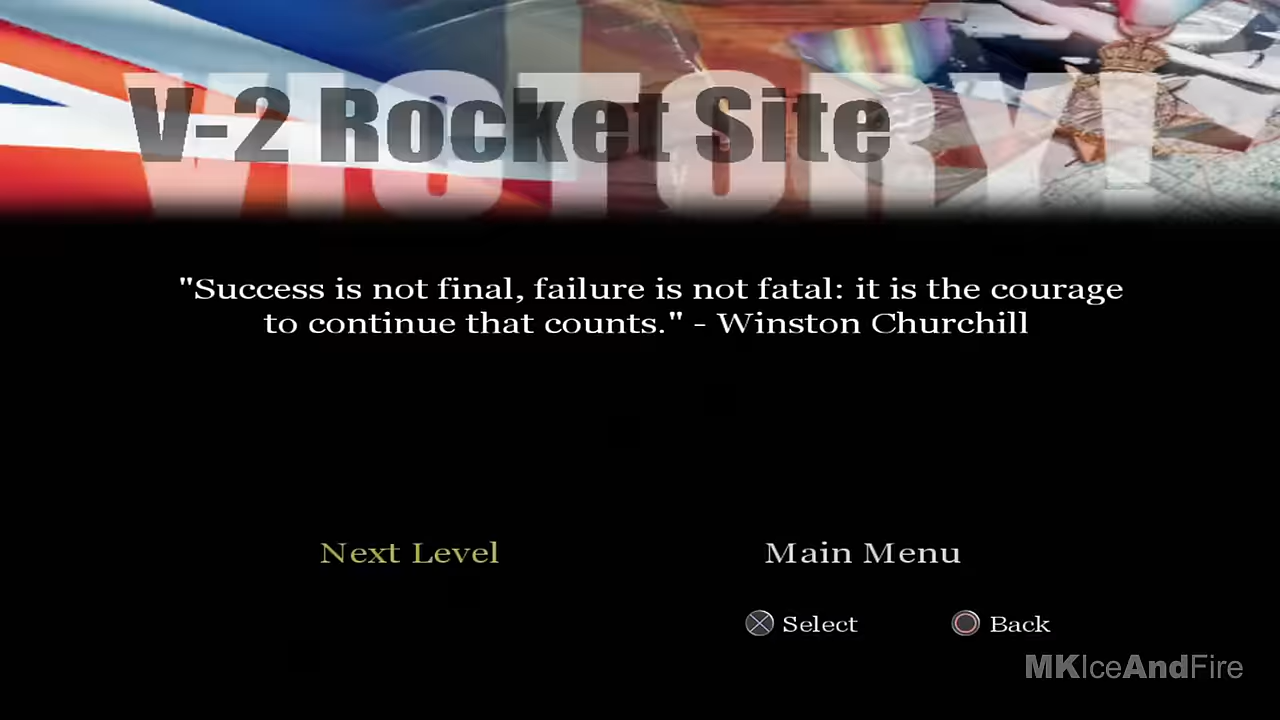 VICTORY!
V-2 Rocket Site
"Success is not final, failure is not fatal: it is the courage
to continue that counts." - Winston Churchill
Next Level
Main Menu
Select
Back
MKIceAndFire